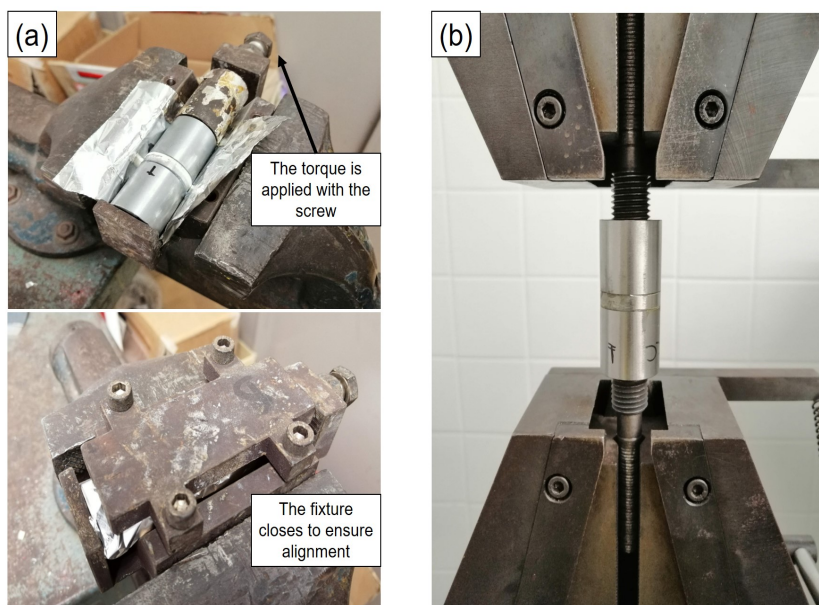 (a)
The torque is
applied with the
screw
T
The fixture
closes to ensure
alignment
(b)